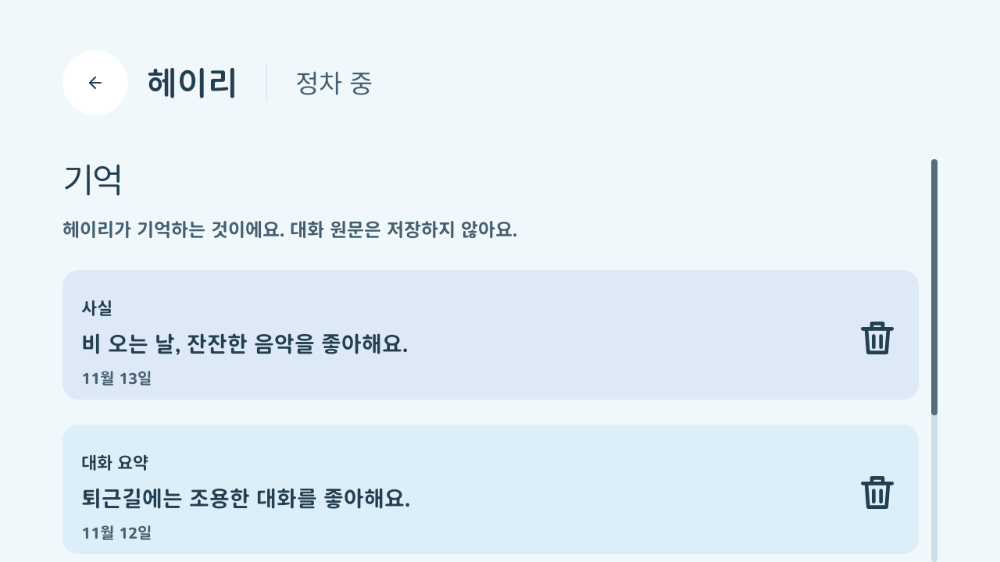 헤이리
정차 중
기억
헤이리가 기억하는 것이에요. 대화 원문은 저장하지 않아요.
사실
비 오는 날, 잔잔한 음악을 좋아해요.
11월 13일
대화 요약
퇴근길에는 조용한 대화를 좋아해요.
11월 12일